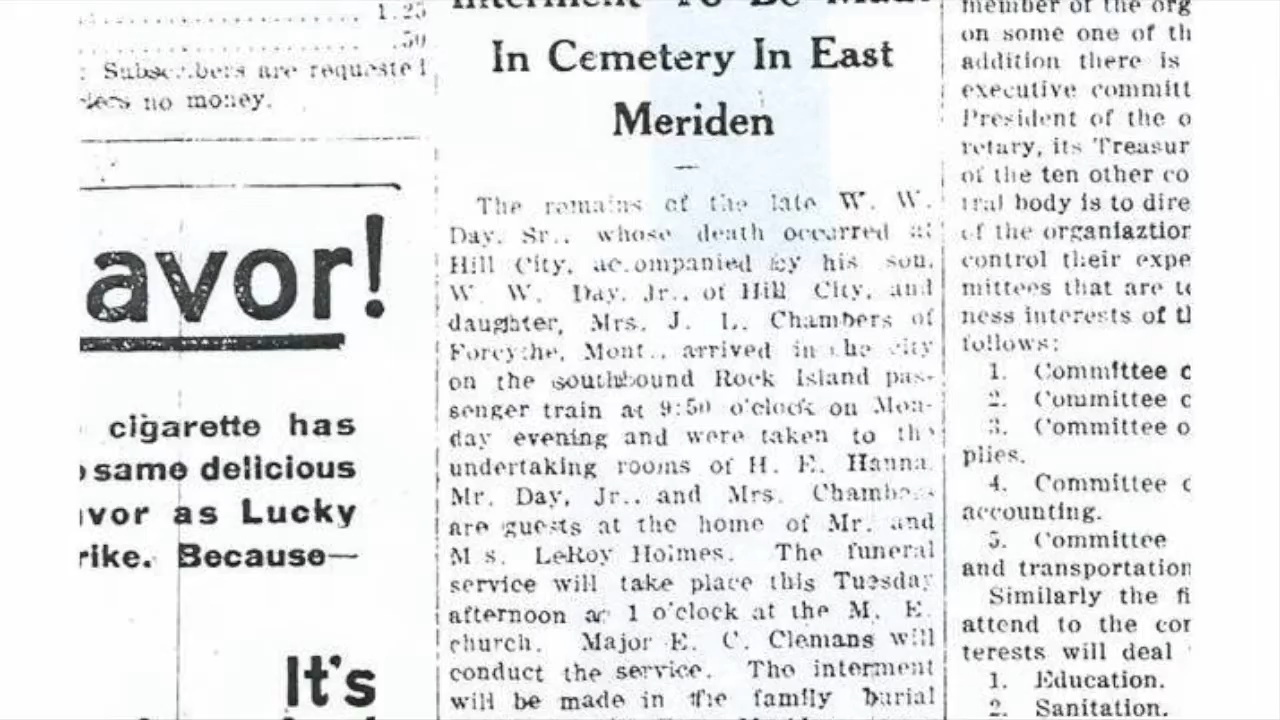 1.25
.50
: Subscribers are requested
no money.
avor!
cigarette has
same delicious
vor as Lucky
rike. Because—
It's
Interment To Be Made
In Cemetery In East
Meriden
The remains of the late W. W.
Day, Sr., whose death occurred at
Hill City, accompanied by his son,
W. W. Day, Jr., of Hill City, and
daughter, Mrs. J. L. Chambers of
Forcythe, Mont., arrived in the city
on the southbound Rock Island pas-
senger train at 9:50 o'clock on Mon-
day evening and were taken to the
undertaking rooms of H. E. Hanna.
Mr. Day, Jr., and Mrs. Chambers
are guests at the home of Mr. and
M s. LeRoy Holmes. The funeral
service will take place this Tuesday
afternoon at 1 o'clock at the M. E.
church. Major E. C. Clemans will
conduct the service. The interment
will be made in the family burial
member of the org
on some one of th
addition there is
executive committ
President of the o
retary, its Treasur
of the ten other co
tral body is to dire
of the organiaztior
control their expe
mittees that are to
ness interests of tl
follows:
1. Committee c
2. Committee c
3. Committee o
plies.
4. Committee c
accounting.
5. Committee
and transportation
Similarly the fi
attend to the cor
terests will deal
1. Education.
2. Sanitation.